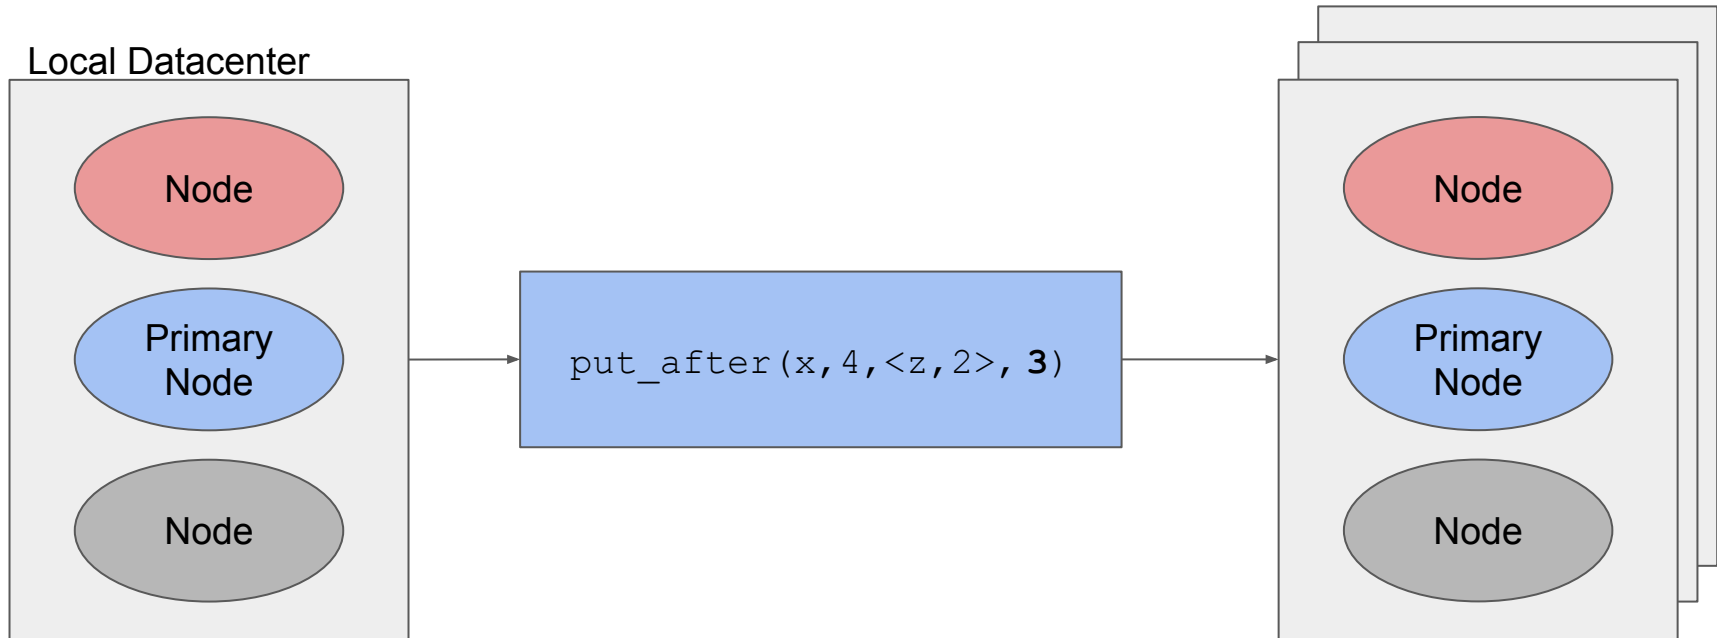 Local Datacenter
Node
Primary
Node
Node
put_after(x,4,<z,2>, 3)
Node
Primary
Node
Node